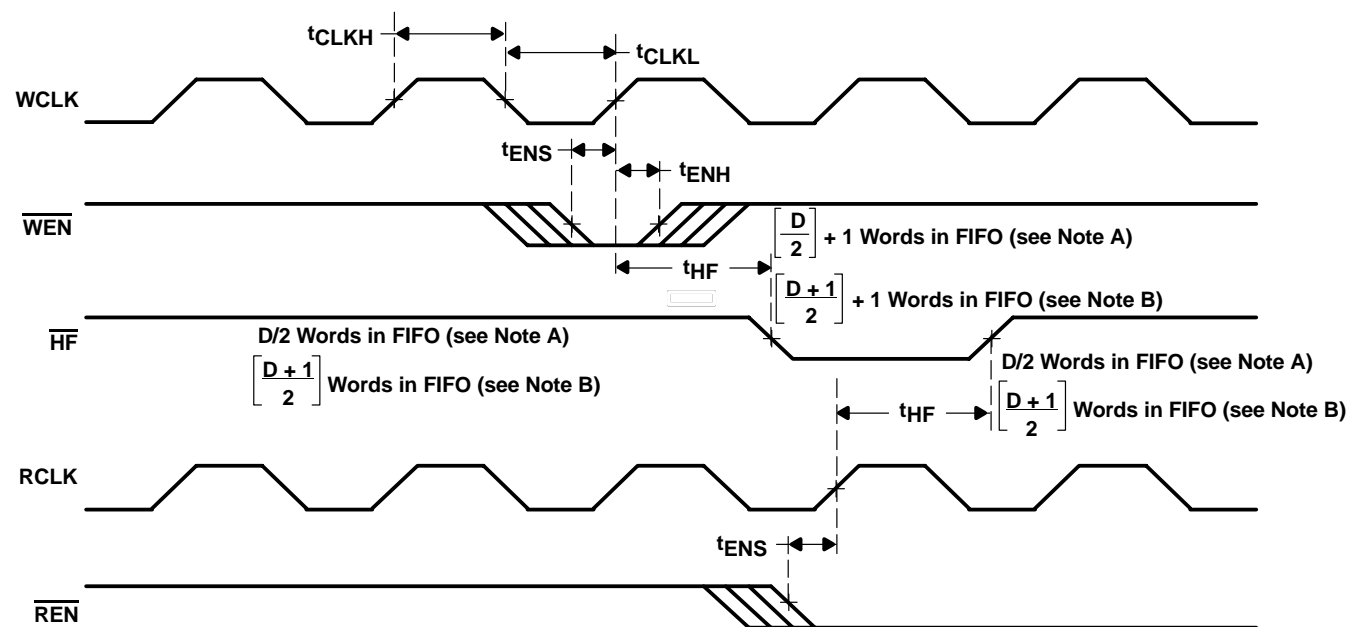 tCLKH
tCLKL
WCLK
tENS
tENH
WEN
[D/2] + 1 Words in FIFO (see Note A)
tHF
[D + 1/2] + 1 Words in FIFO (see Note B)
HF
D/2 Words in FIFO (see Note A)
[D + 1/2] Words in FIFO (see Note B)
D/2 Words in FIFO (see Note A)
tHF
[D + 1/2] Words in FIFO (see Note B)
RCLK
tENS
REN